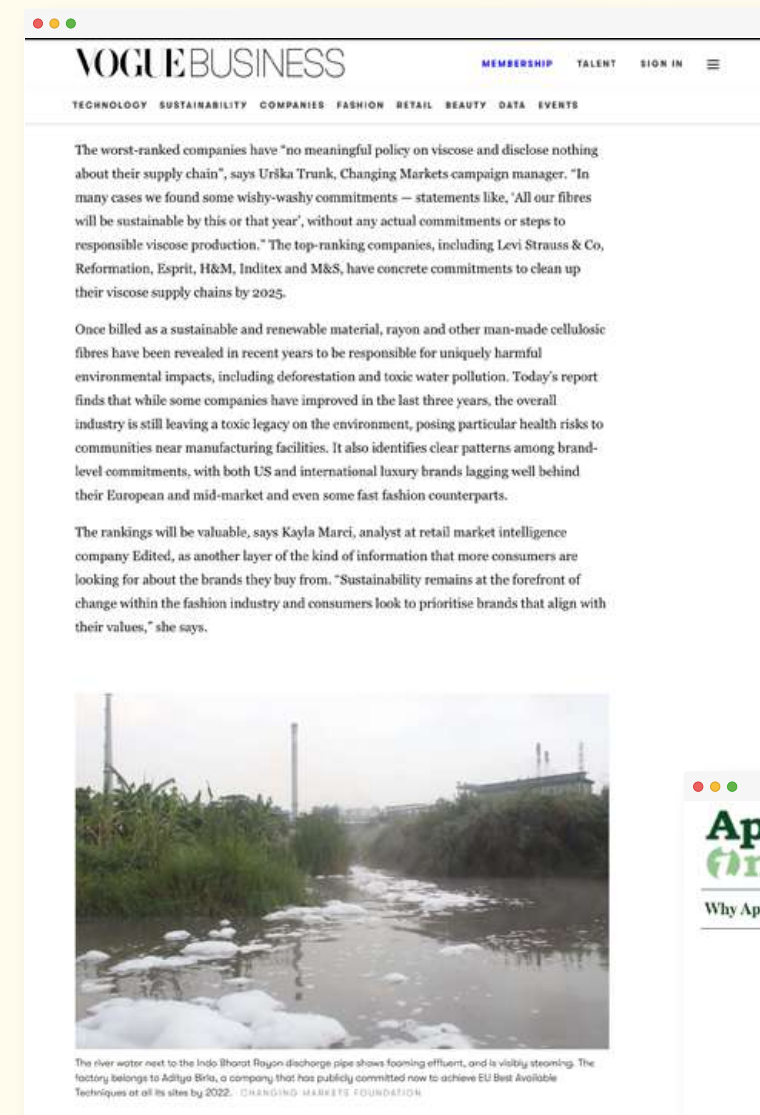 VOGUE BUSINESS
MEMBERSHIP TALENT SIGN IN
TECHNOLOGY SUSTAINABILITY COMPANIES FASHION RETAIL BEAUTY DATA EVENTS
The worst-ranked companies have “no meaningful policy on viscose and disclose nothing
about their supply chain”, says Urška Trunk, Changing Markets campaign manager. “In
many cases we found some wishy-washy commitments — statements like, ‘All our fibres
will be sustainable by this or that year’, without any actual commitments or steps to
responsible viscose production.” The top-ranking companies, including Levi Strauss & Co,
Reformation, Esprit, H&M, Inditex and M&S, have concrete commitments to clean up
their viscose supply chains by 2025.
Once billed as a sustainable and renewable material, rayon and other man-made cellulosic
fibres have been revealed in recent years to be responsible for uniquely harmful
environmental impacts, including deforestation and toxic water pollution. Today’s report
finds that while some companies have improved in the last three years, the overall
industry is still leaving a toxic legacy on the environment, posing particular health risks to
communities near manufacturing facilities. It also identifies clear patterns among brand-
level commitments, with both US and international luxury brands lagging well behind
their European and mid-market and even some fast fashion counterparts.
The rankings will be valuable, says Kayla Marci, analyst at retail market intelligence
company Edited, as another layer of the kind of information that more consumers are
looking for about the brands they buy from. “Sustainability remains at the forefront of
change within the fashion industry and consumers look to prioritise brands that align with
their values,” she says.
The river water next to the Indo Bharat Rayon discharge pipe shows foaming effluent, and is visibly steaming. The
factory belongs to Aditya Birla, a company that has publicly committed now to achieve EU Best Available
Techniques at all its sites by 2022. CHANGING MARKETS FOUNDATION
Ap
Why Ap